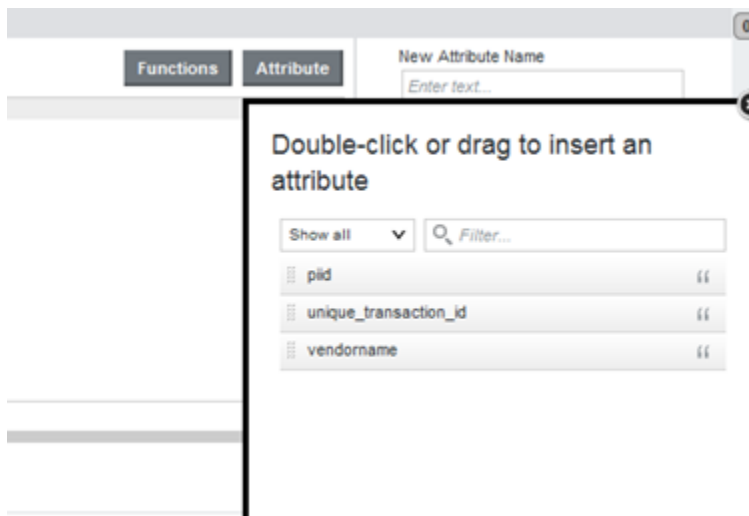 Functions
Attribute
New Attribute Name
Enter text...
Double-click or drag to insert an
attribute
Show all
Filter...
piid
unique_transaction_id
vendorname